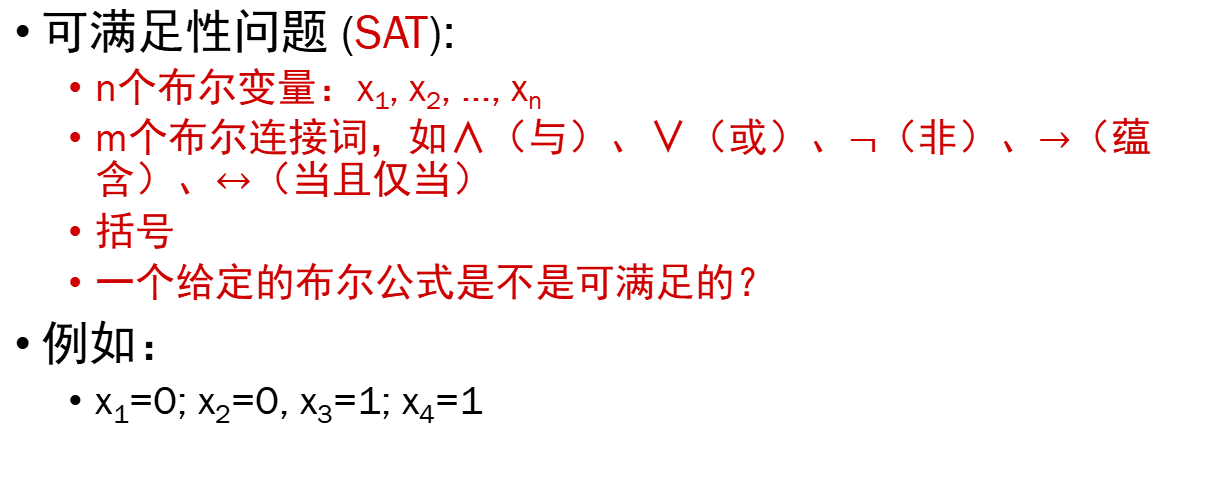 • 可满足性问题 (SAT):
• n个布尔变量：x₁, x₂, …, xₙ
• m个布尔连接词，如∧（与）、∨（或）、¬（非）、→（蕴
含）、↔（当且仅当）
• 括号
• 一个给定的布尔公式是不是可满足的？
• 例如：
• x₁=0; x₂=0, x₃=1; x₄=1